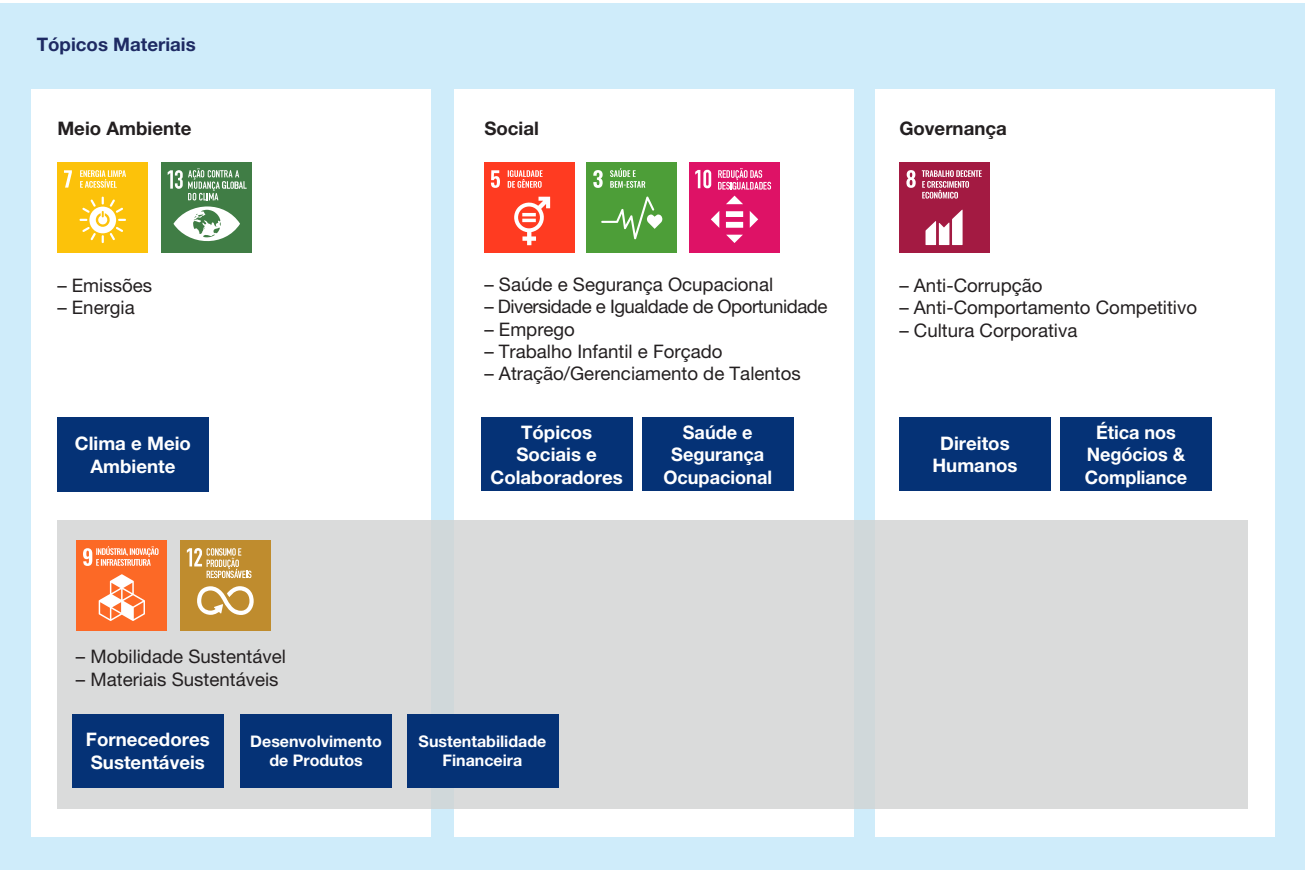 Tópicos Materiais
Meio Ambiente
7 ENERGIA LIMPA
E ACESSÍVEL
13 AÇÃO CONTRA A
MUDANÇA GLOBAL
DO CLIMA
– Emissões
– Energia
Clima e Meio
Ambiente
Social
5 IGUALDADE
DE GÊNERO
3 SAÚDE E
BEM-ESTAR
10 REDUÇÃO DAS
DESIGUALDADES
– Saúde e Segurança Ocupacional
– Diversidade e Igualdade de Oportunidade
– Emprego
– Trabalho Infantil e Forçado
– Atração/Gerenciamento de Talentos
Tópicos
Sociais e
Colaboradores
Saúde e
Segurança
Ocupacional
Governança
8 TRABALHO DECENTE
E CRESCIMENTO
ECONÔMICO
– Anti-Corrupção
– Anti-Comportamento Competitivo
– Cultura Corporativa
Direitos
Humanos
Ética nos
Negócios &
Compliance
9 INDÚSTRIA, INOVAÇÃO
E INFRAESTRUTURA
12 CONSUMO E
PRODUÇÃO
RESPONSÁVEIS
– Mobilidade Sustentável
– Materiais Sustentáveis
Fornecedores
Sustentáveis
Desenvolvimento
de Produtos
Sustentabilidade
Financeira